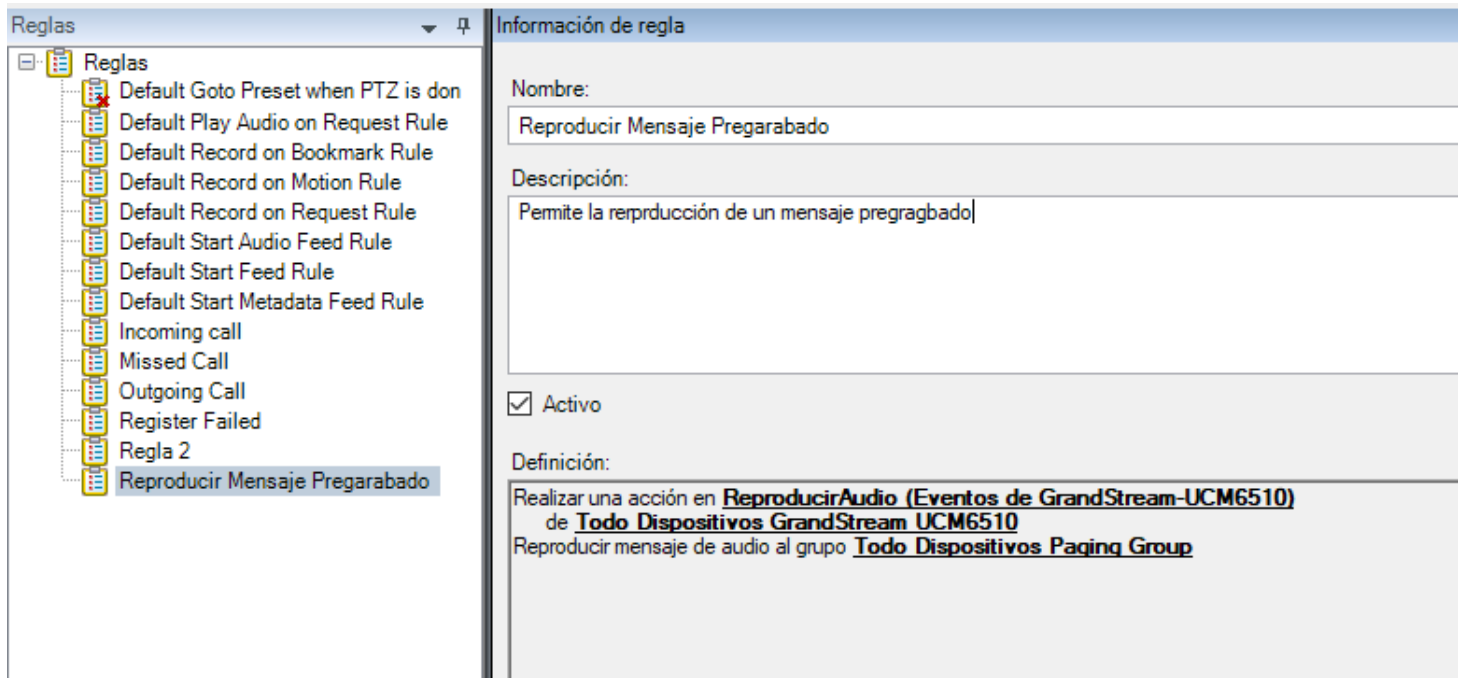 Reglas
Reglas
Default Goto Preset when PTZ is don
Default Play Audio on Request Rule
Default Record on Bookmark Rule
Default Record on Motion Rule
Default Record on Request Rule
Default Start Audio Feed Rule
Default Start Feed Rule
Default Start Metadata Feed Rule
Incoming call
Missed Call
Outgoing Call
Register Failed
Regla 2
Reproducir Mensaje Pregarabado
Información de regla
Nombre:
Reproducir Mensaje Pregarabado
Descripción:
Permite la rerprducción de un mensaje pregragbado
Activo
Definición:
Realizar una acción en ReproducirAudio (Eventos de GrandStream-UCM6510)
de Todo Dispositivos GrandStream UCM6510
Reproducir mensaje de audio al grupo Todo Dispositivos Paging Group